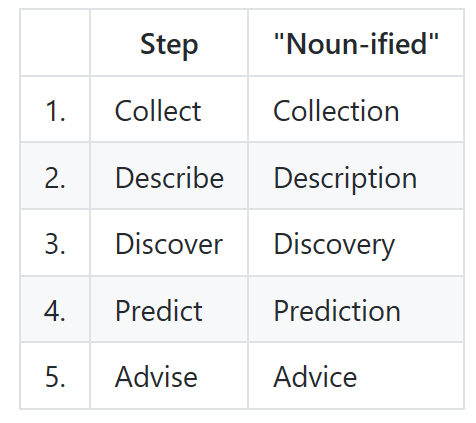 Step "Noun-ified"
1. Collect Collection
2. Describe Description
3. Discover Discovery
4. Predict Prediction
5. Advise Advice